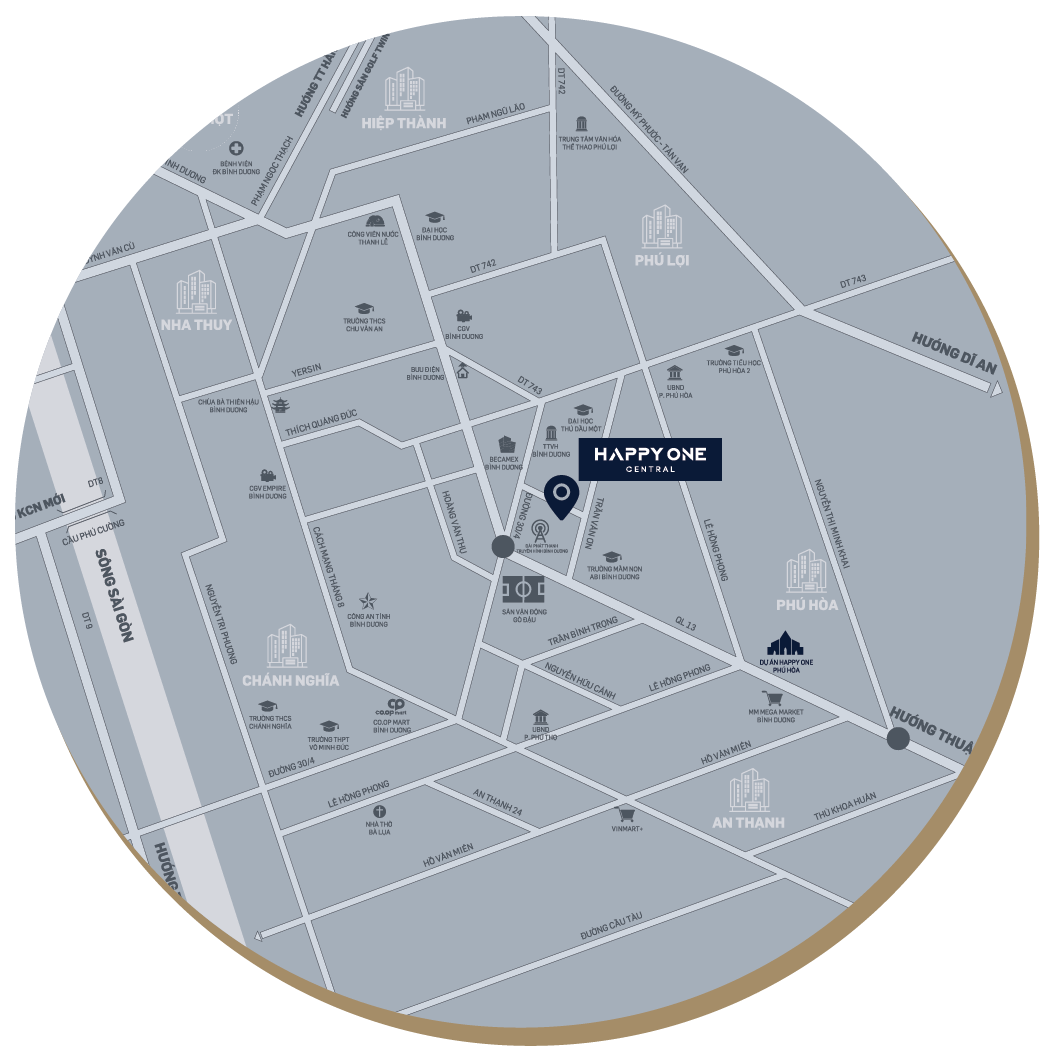 HƯỚNG SÂN GOLF TWIN
DT 742
ĐƯỜNG MỸ PHƯỚC - TÂN VẠN
HIỆP THÀNH
PHẠM NGŨ LÃO
TRUNG TÂM VĂN HÓA
THỂ THAO PHÚ LỢI
BỆNH VIỆN
ĐK BÌNH DƯƠNG
PHẠM NGỌC THẠCH
CÔNG VIÊN NƯỚC
THANH LỄ
ĐẠI HỌC
BÌNH DƯƠNG
PHÚ LỢI
DT 742
DT 743
NHA THUY
TRƯỜNG THCS
CHU VĂN AN
CGV
BÌNH DƯƠNG
HƯỚNG DĨ AN
YERSIN
BƯU ĐIỆN
BÌNH DƯƠNG
DT 743
TRƯỜNG TIỂU HỌC
PHÚ HÒA 2
UBND
P. PHÚ HÒA
CHÙA BÀ THIÊN HẬU
BÌNH DƯƠNG
THÍCH QUẢNG ĐỨC
ĐẠI HỌC
THỦ DẦU MỘT
TTVH
BÌNH DƯƠNG
BECAMEX
BÌNH DƯƠNG
HAPPY ONE
CENTRAL
CGV EMPIRE
BÌNH DƯƠNG
DT8
KCN MỚI
CẦU PHÚ CƯỜNG
SÔNG SÀI GÒN
HOÀNG VĂN THỤ
ĐƯỜNG 30/4
TRẦN VĂN ƠN
LÊ HỒNG PHONG
NGUYỄN THỊ MINH KHAI
ĐÀI PHÁT THANH
TRUYỀN HÌNH BÌNH DƯƠNG
CÁCH MẠNG THÁNG 8
TRƯỜNG MẦM NON
ABI BÌNH DƯƠNG
PHÚ HÒA
DT 9
NGUYỄN TRI PHƯƠNG
CÔNG AN TỈNH
BÌNH DƯƠNG
SÂN VẬN ĐỘNG
GÒ ĐẬU
TRẦN BÌNH TRỌNG
QL 13
CHÁNH NGHĨA
NGUYỄN HỮU CẢNH
LÊ HỒNG PHONG
DỰ ÁN HAPPY ONE
PHÚ HÒA
TRƯỜNG THCS
CHÁNH NGHĨA
TRƯỜNG THPT
VÕ MINH ĐỨC
co.op mart
CO.OP MART
BÌNH DƯƠNG
UBND
P. PHÚ THỌ
MM MEGA MARKET
BÌNH DƯƠNG
ĐƯỜNG 30/4
HỒ VĂN MIÊN
LÊ HỒNG PHONG
AN THẠNH 24
NHÀ THỜ
BÀ LỤA
VINMART+
AN THẠNH
THỦ KHOA HUÂN
HỒ VĂN MIÊN
ĐƯỜNG CẦU TÀU